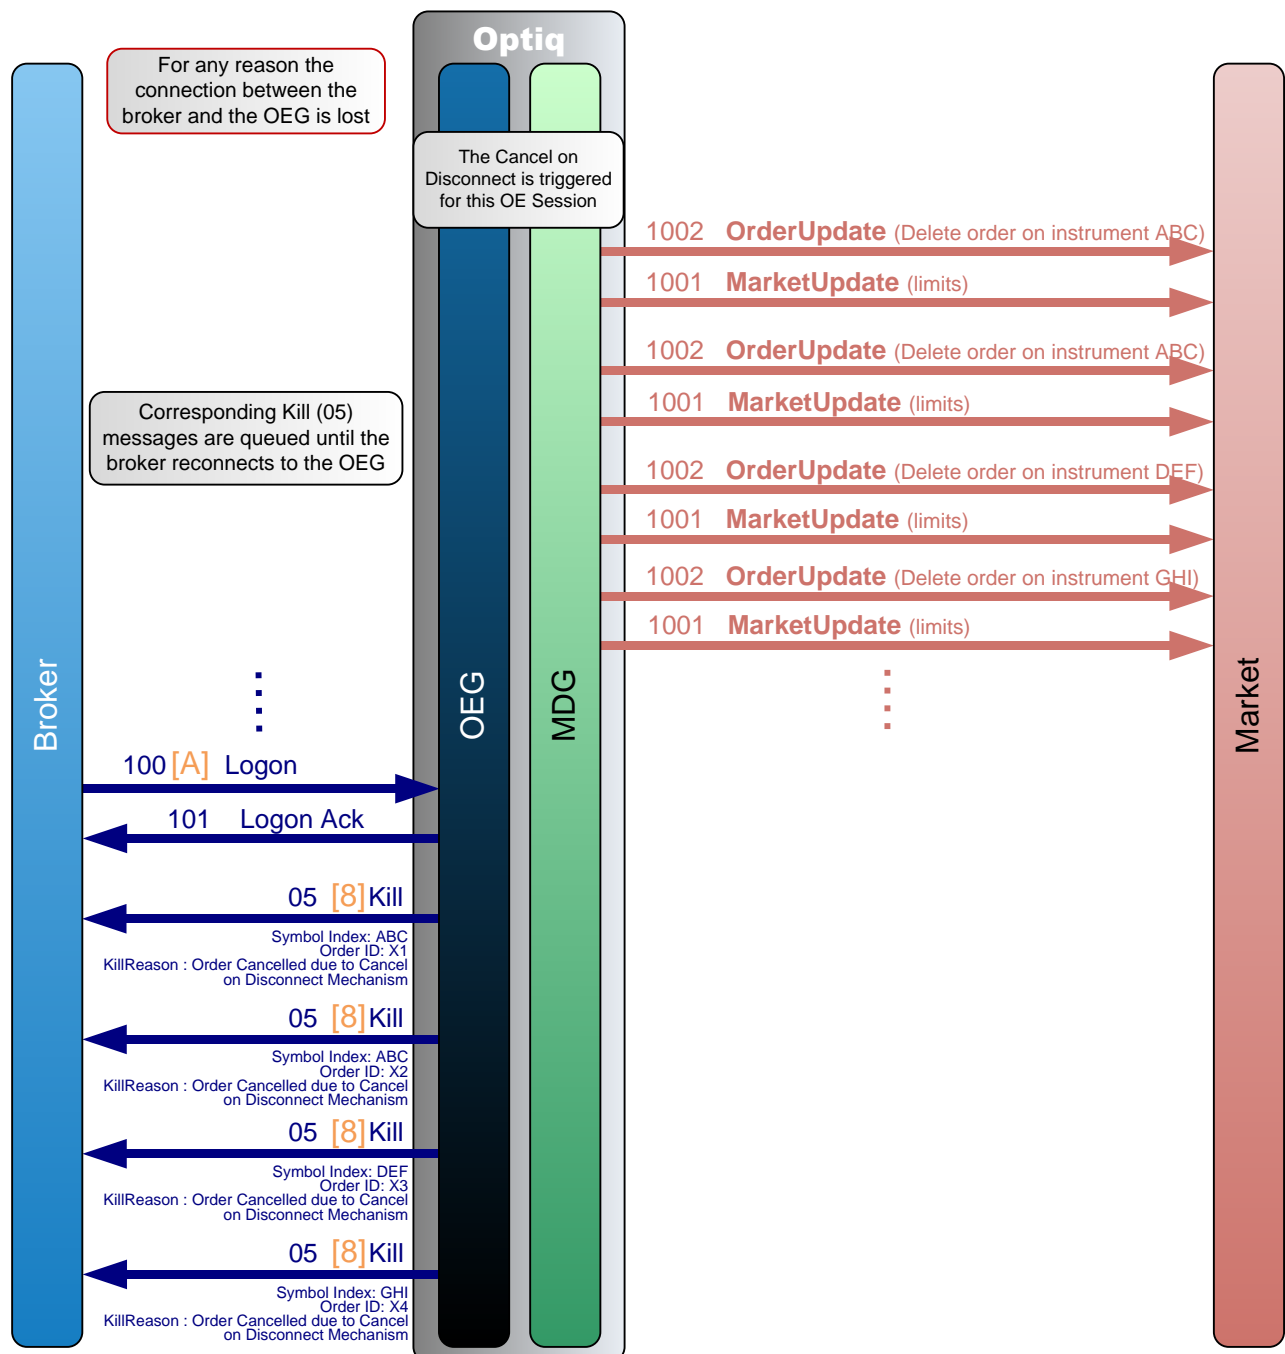 Optiq
For any reason the
connection between the
broker and the OEG is lost
The Cancel on
Disconnect is triggered
for this OE Session
1002 OrderUpdate (Delete order on instrument ABC)
1001 MarketUpdate (limits)
1002 OrderUpdate (Delete order on instrument ABC)
1001 MarketUpdate (limits)
Corresponding Kill (05)
messages are queued until the
broker reconnects to the OEG
1002 OrderUpdate (Delete order on instrument DEF)
1001 MarketUpdate (limits)
1002 OrderUpdate (Delete order on instrument GHI)
1001 MarketUpdate (limits)
Broker
OEG
MDG
Market
100 [A] Logon
101 Logon Ack
05 [8] Kill
Symbol Index: ABC
Order ID: X1
KillReason : Order Cancelled due to Cancel
on Disconnect Mechanism
05 [8] Kill
Symbol Index: ABC
Order ID: X2
KillReason : Order Cancelled due to Cancel
on Disconnect Mechanism
05 [8] Kill
Symbol Index: DEF
Order ID: X3
KillReason : Order Cancelled due to Cancel
on Disconnect Mechanism
05 [8] Kill
Symbol Index: GHI
Order ID: X4
KillReason : Order Cancelled due to Cancel
on Disconnect Mechanism